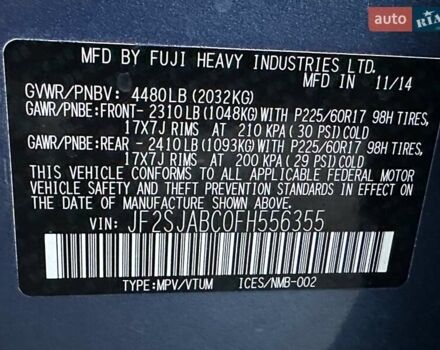 auto RIA
MFD BY FUJI HEAVY INDUSTRIES LTD.
MFD IN 11/14
GVWR/PNBV: 4480LB (2032KG)
GAWR/PNBE:FRONT- 2310LB (1048KG)WITH P225/60R17 98H TIRES,
17X7J RIMS AT 210 KPA ( 30 PSI) COLD
GAWR/PNBE:REAR - 2410LB (1093KG)WITH P225/60R17 98H TIRES,
17X7J RIMS AT 200 KPA ( 29 PSI) COLD
THIS VEHICLE CONFORMS TO ALL APPLICABLE FEDERAL MOTOR
VEHICLE SAFETY,BUMPER,AND THEFT PREVENTION STANDARDS IN
EFFECT ON THE DATE OF MANUFACTURE SHOWN ABOVE.
VIN: JF2SJABC0FH556355
TYPE:MPV/VTUM ICES/NMB-002